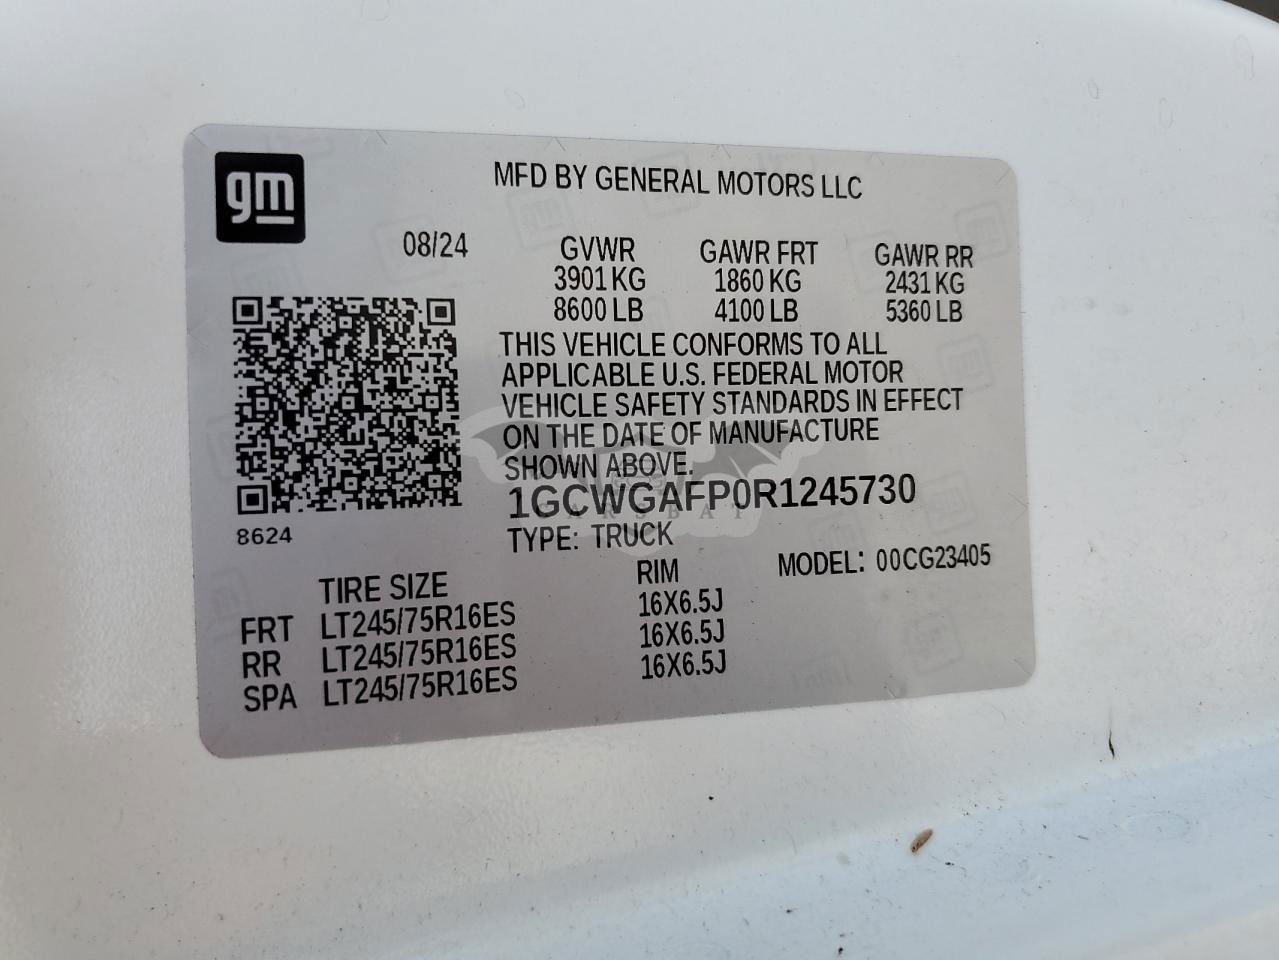 gm
MFD BY GENERAL MOTORS LLC
08/24 GVWR GAWR FRT GAWR RR
3901 KG 1860 KG 2431 KG
8600 LB 4100 LB 5360 LB
THIS VEHICLE CONFORMS TO ALL
APPLICABLE U.S. FEDERAL MOTOR
VEHICLE SAFETY STANDARDS IN EFFECT
ON THE DATE OF MANUFACTURE
SHOWN ABOVE.
1GCWGAFP0R1245730
CARSBAT
8624
TYPE: TRUCK
MODEL: 00CG23405
TIRE SIZE RIM
FRT LT245/75R16ES 16X6.5J
RR LT245/75R16ES 16X6.5J
SPA LT245/75R16ES 16X6.5J